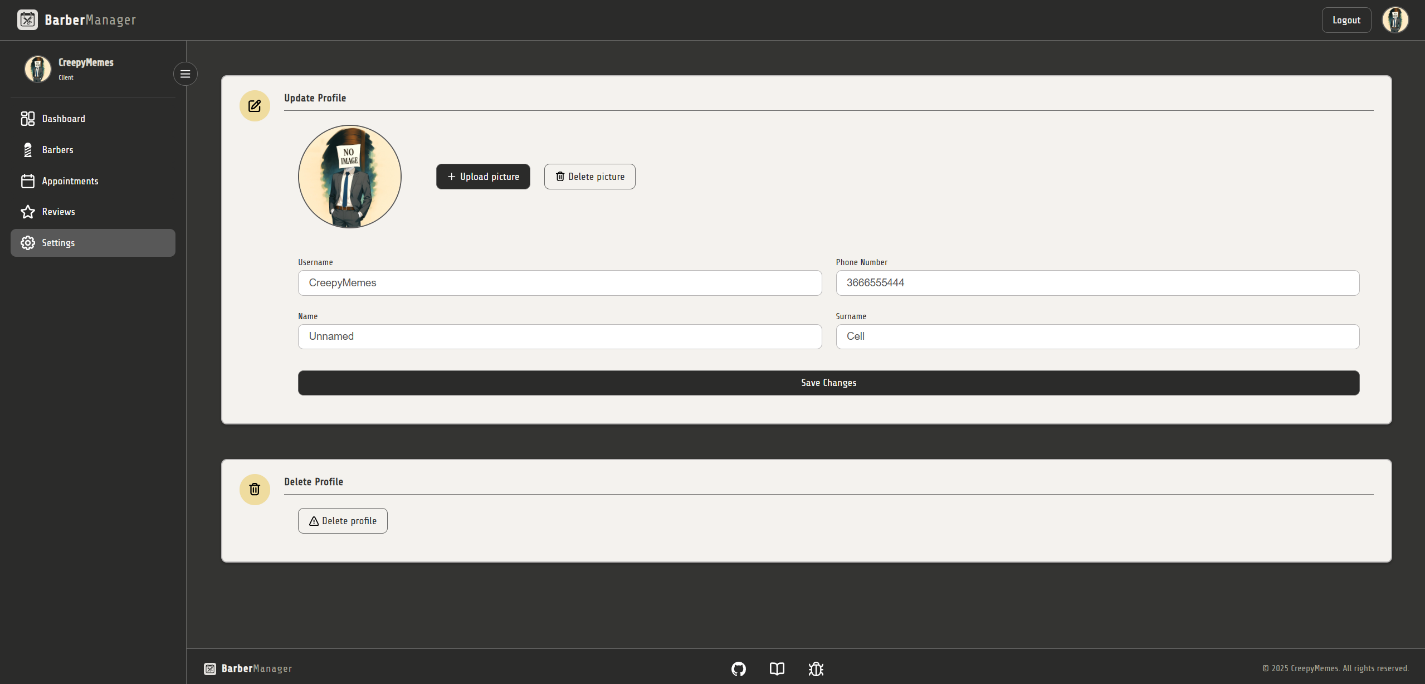 BarberManager
Logout
CreepyMemes
Client
Dashboard
Barbers
Appointments
Reviews
Settings
Update Profile
NO
IMAGE
+ Upload picture
Delete picture
Username
Phone Number
CreepyMemes
3666555444
Name
Surname
Unnamed
Cell
Save Changes
Delete Profile
Delete profile
BarberManager
© 2025 CreepyMemes. All rights reserved.